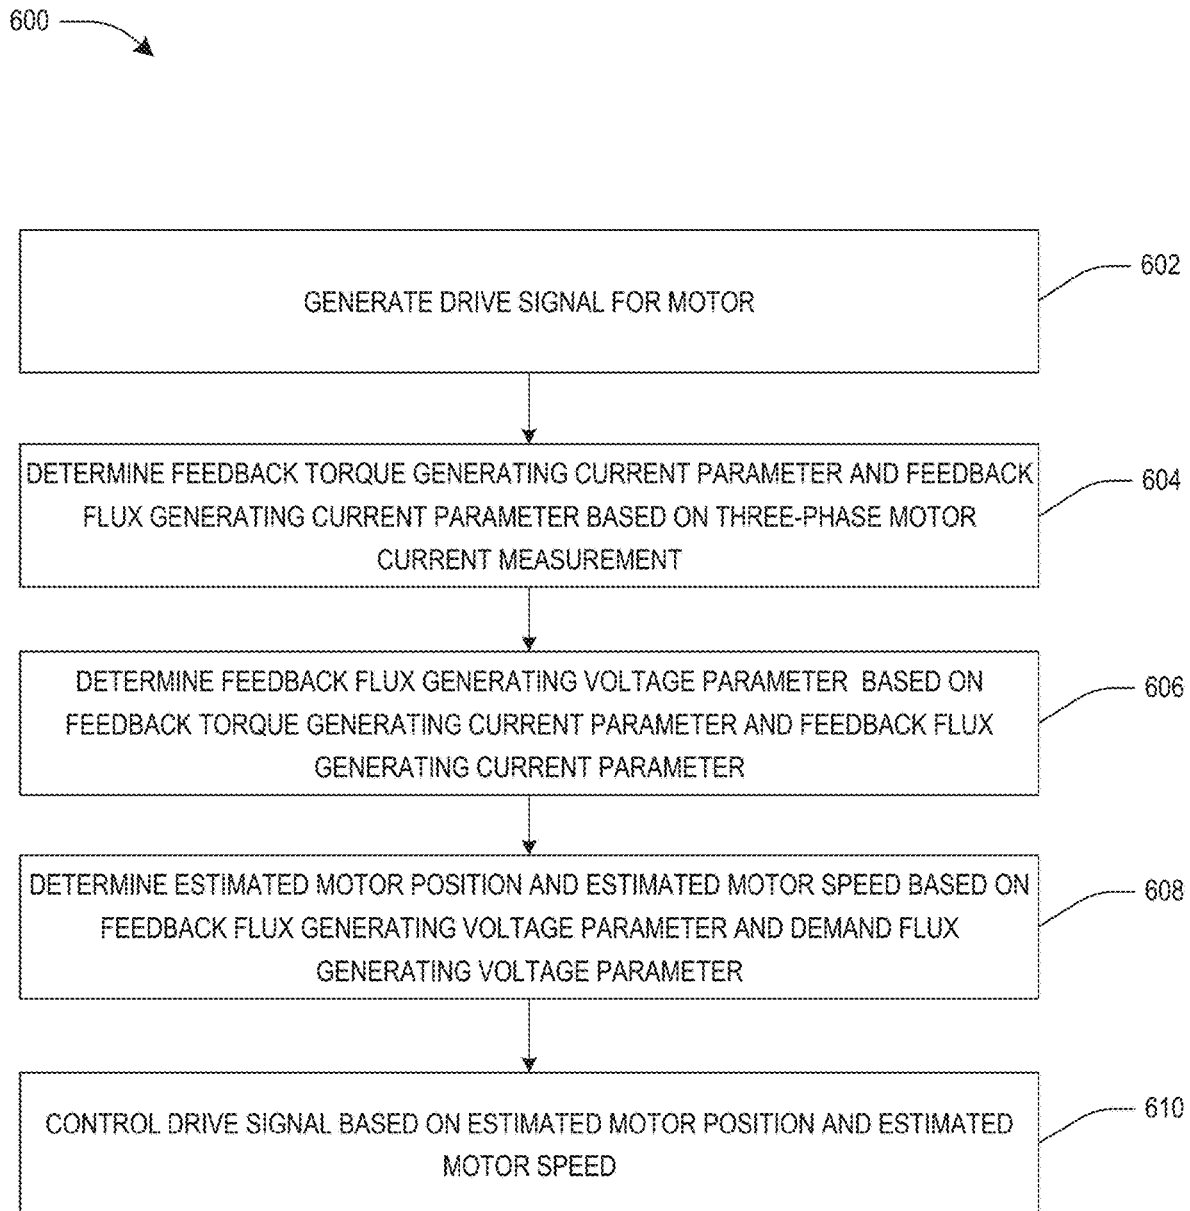 600
GENERATE DRIVE SIGNAL FOR MOTOR
602
DETERMINE FEEDBACK TORQUE GENERATING CURRENT PARAMETER AND FEEDBACK
FLUX GENERATING CURRENT PARAMETER BASED ON THREE-PHASE MOTOR
CURRENT MEASUREMENT
604
DETERMINE FEEDBACK FLUX GENERATING VOLTAGE PARAMETER BASED ON
FEEDBACK TORQUE GENERATING CURRENT PARAMETER AND FEEDBACK FLUX
GENERATING CURRENT PARAMETER
606
DETERMINE ESTIMATED MOTOR POSITION AND ESTIMATED MOTOR SPEED BASED ON
FEEDBACK FLUX GENERATING VOLTAGE PARAMETER AND DEMAND FLUX
GENERATING VOLTAGE PARAMETER
608
CONTROL DRIVE SIGNAL BASED ON ESTIMATED MOTOR POSITION AND ESTIMATED
MOTOR SPEED
610